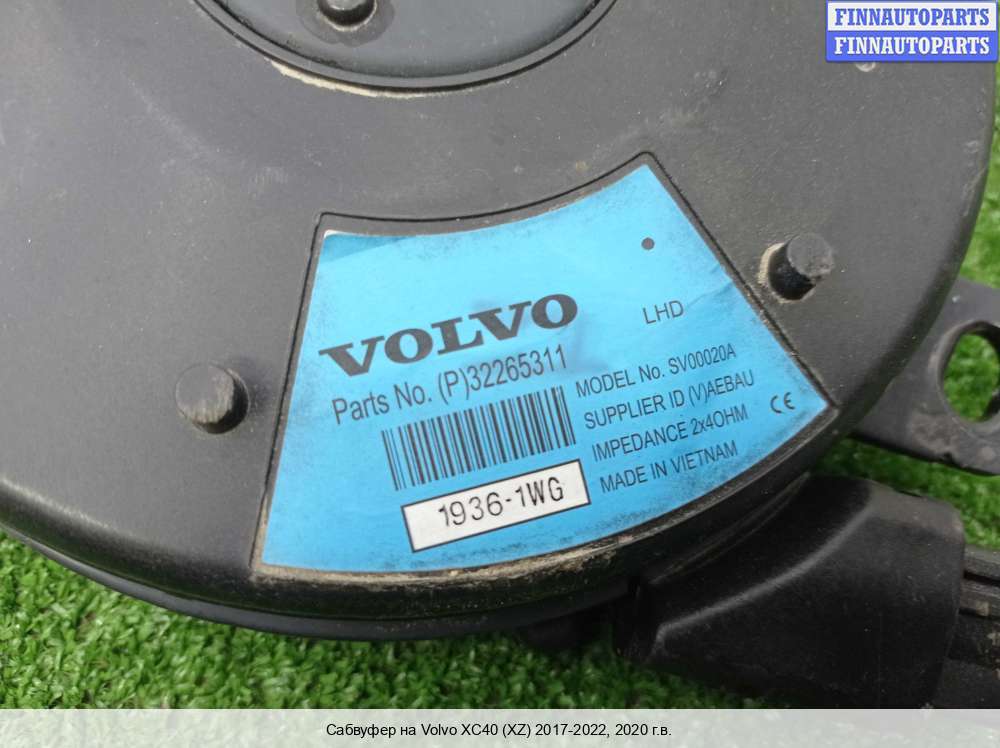 FINNAUTOPARTS
FINNAUTOPARTS
VOLVO
LHD
Parts No. (P)32265311
MODEL No. SV00020A
SUPPLIER ID (V)AEBAU
IMPEDANCE 2x4OHM
CE
MADE IN VIETNAM
1936-1WG
Сабвуфер на Volvo XC40 (XZ) 2017-2022, 2020 г.в.